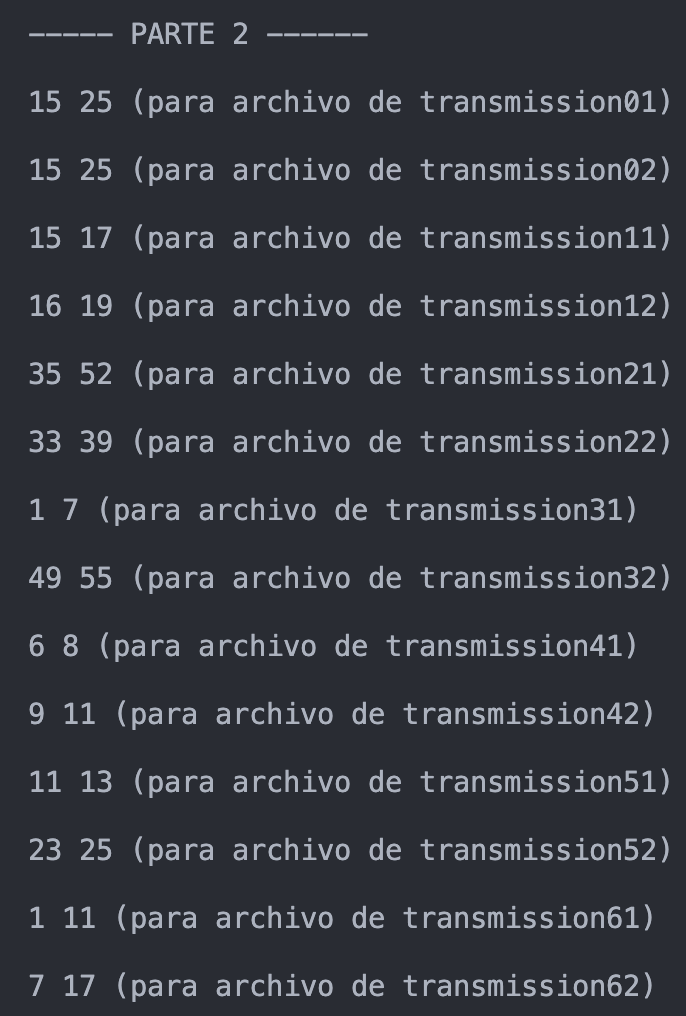 ----- PARTE 2 ------
15 25 (para archivo de transmission01)
15 25 (para archivo de transmission02)
15 17 (para archivo de transmission11)
16 19 (para archivo de transmission12)
35 52 (para archivo de transmission21)
33 39 (para archivo de transmission22)
1 7 (para archivo de transmission31)
49 55 (para archivo de transmission32)
6 8 (para archivo de transmission41)
9 11 (para archivo de transmission42)
11 13 (para archivo de transmission51)
23 25 (para archivo de transmission52)
1 11 (para archivo de transmission61)
7 17 (para archivo de transmission62)